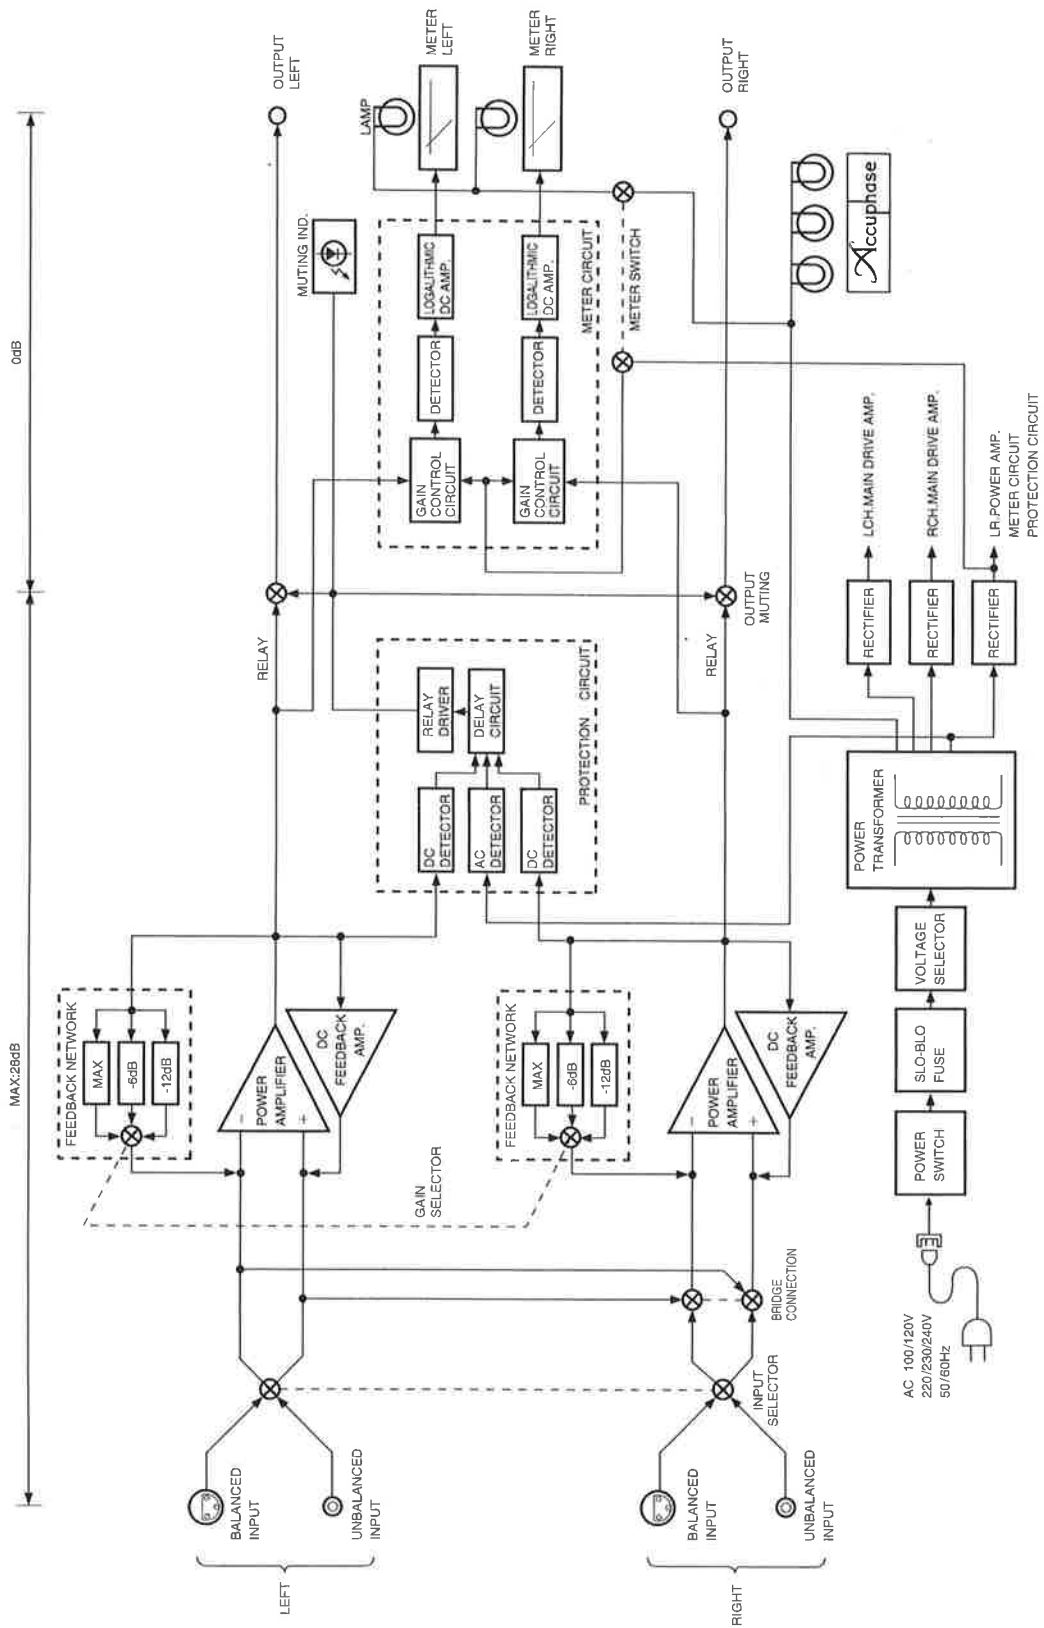 MAX:28dB
0dB
LEFT
BALANCED
INPUT
UNBALANCED
INPUT
FEEDBACK NETWORK
MAX
-6dB
-12dB
POWER
AMPLIFIER
-
+
DC
FEEDBACK
AMP.
GAIN
SELECTOR
RELAY
OUTPUT
LEFT
MUTING IND.
LAMP
METER
LEFT
METER
RIGHT
GAIN
CONTROL
CIRCUIT
DETECTOR
LOGALITHMIC
DC AMP.
GAIN
CONTROL
CIRCUIT
DETECTOR
LOGALITHMIC
DC AMP.
METER CIRCUIT
METER SWITCH
DC
DETECTOR
AC
DETECTOR
DC
DETECTOR
RELAY
DRIVER
DELAY
CIRCUIT
PROTECTION CIRCUIT
RIGHT
BALANCED
INPUT
UNBALANCED
INPUT
INPUT
SELECTOR
BRIDGE
CONNECTION
FEEDBACK NETWORK
MAX
-6dB
-12dB
POWER
AMPLIFIER
-
+
DC
FEEDBACK
AMP.
RELAY
OUTPUT
MUTING
OUTPUT
RIGHT
Accuphase
AC 100/120V
220/230/240V
50/60Hz
POWER
SWITCH
SLO-BLO
FUSE
VOLTAGE
SELECTOR
POWER
TRANSFORMER
RECTIFIER
LCH.MAIN DRIVE AMP.
RECTIFIER
RCH.MAIN DRIVE AMP.
RECTIFIER
LR.POWER AMP.
METER CIRCUIT
PROTECTION CIRCUIT